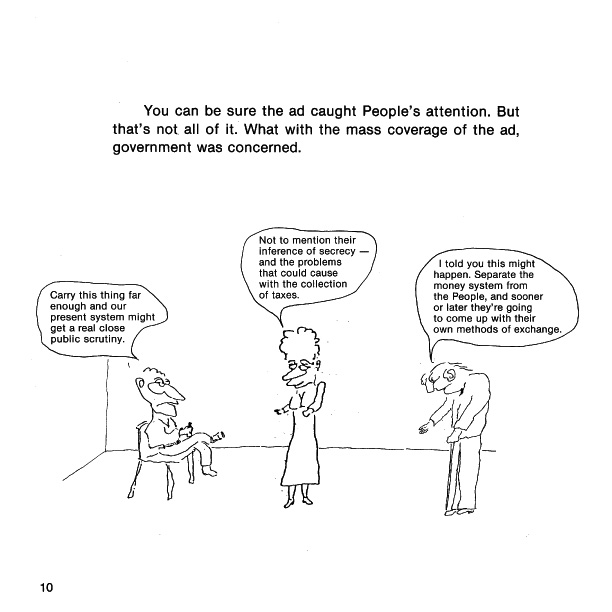 You can be sure the ad caught People's attention. But
that's not all of it. What with the mass coverage of the ad,
government was concerned.
Carry this thing far
enough and our
present system might
get a real close
public scrutiny.
Not to mention their
inference of secrecy —
and the problems
that could cause
with the collection
of taxes.
I told you this might
happen. Separate the
money system from
the People, and sooner
or later they're going
to come up with their
own methods of exchange.
10